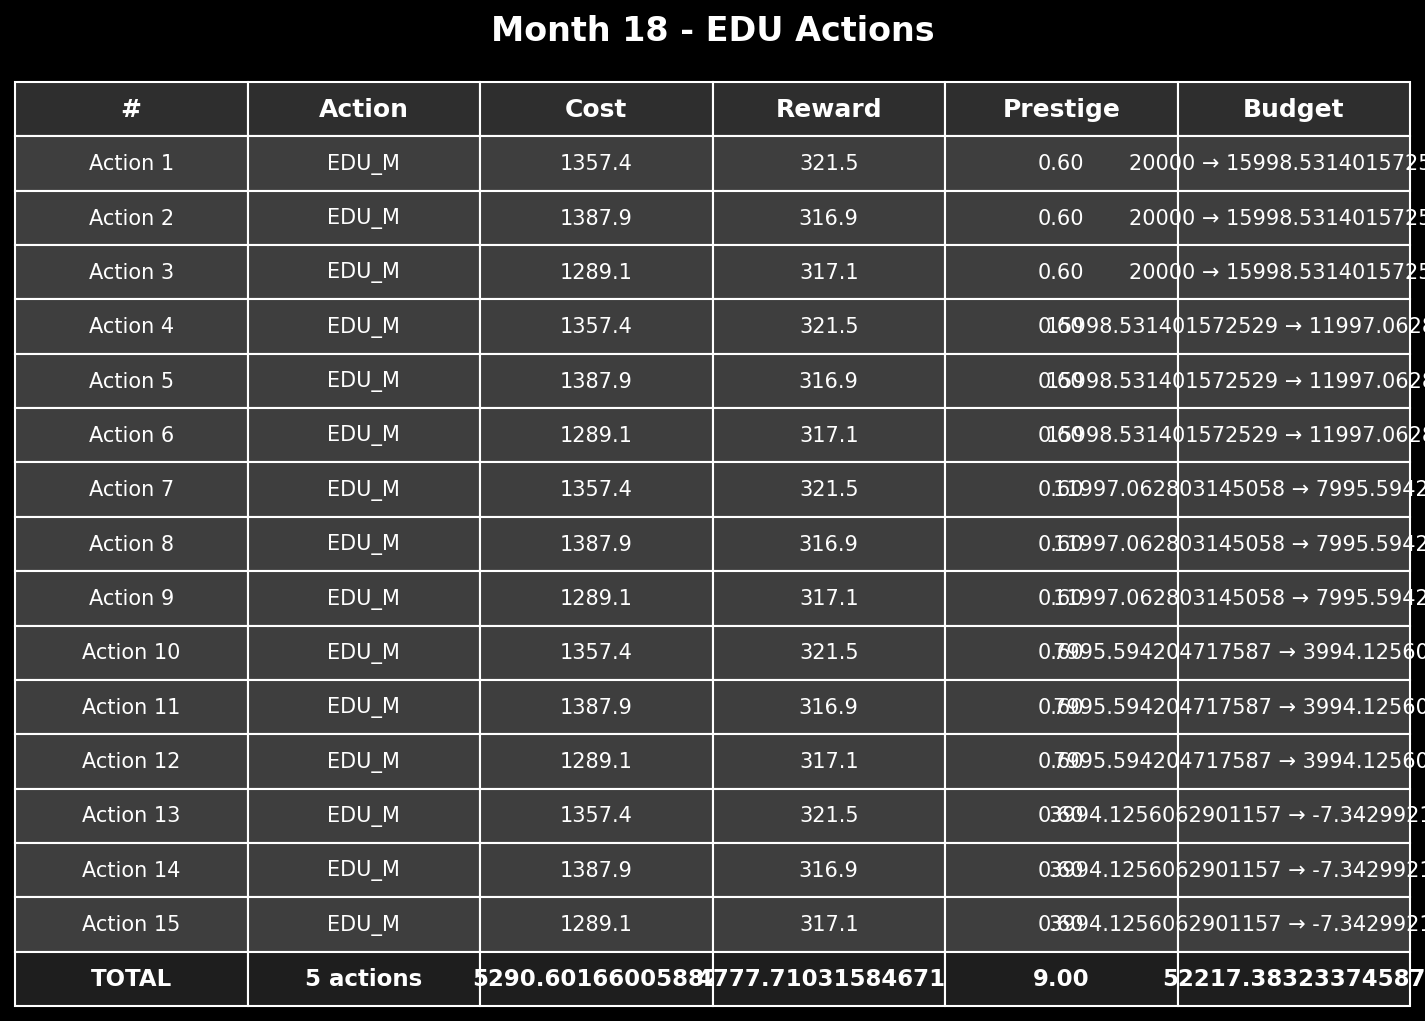 Month 18 - EDU Actions
# Action Cost Reward Prestige Budget
Action 1 EDU_M 1357.4 321.5 0.60 20000 → 15998.5314015725
Action 2 EDU_M 1387.9 316.9 0.60 20000 → 15998.5314015725
Action 3 EDU_M 1289.1 317.1 0.60 20000 → 15998.5314015725
Action 4 EDU_M 1357.4 321.5 0.60 15998.531401572529 → 11997.0628
Action 5 EDU_M 1387.9 316.9 0.60 15998.531401572529 → 11997.0628
Action 6 EDU_M 1289.1 317.1 0.60 15998.531401572529 → 11997.0628
Action 7 EDU_M 1357.4 321.5 0.60 11997.062803145058 → 7995.5942
Action 8 EDU_M 1387.9 316.9 0.60 11997.062803145058 → 7995.5942
Action 9 EDU_M 1289.1 317.1 0.60 11997.062803145058 → 7995.5942
Action 10 EDU_M 1357.4 321.5 0.60 7995.594204717587 → 3994.12560
Action 11 EDU_M 1387.9 316.9 0.60 7995.594204717587 → 3994.12560
Action 12 EDU_M 1289.1 317.1 0.60 7995.594204717587 → 3994.12560
Action 13 EDU_M 1357.4 321.5 0.60 3994.1256062901157 → -7.3429921
Action 14 EDU_M 1387.9 316.9 0.60 3994.1256062901157 → -7.3429921
Action 15 EDU_M 1289.1 317.1 0.60 3994.1256062901157 → -7.3429921
TOTAL 5 actions 9.00 52217.38323374587